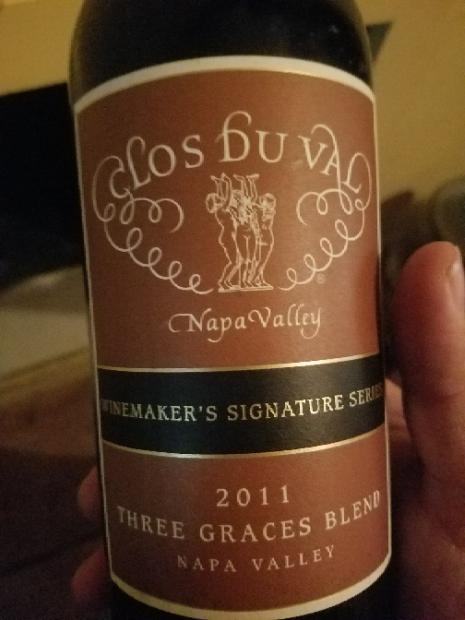 CLOS DU VAL
®
Napa Valley
WINEMAKER'S SIGNATURE SERIES
2011
THREE GRACES BLEND
NAPA VALLEY